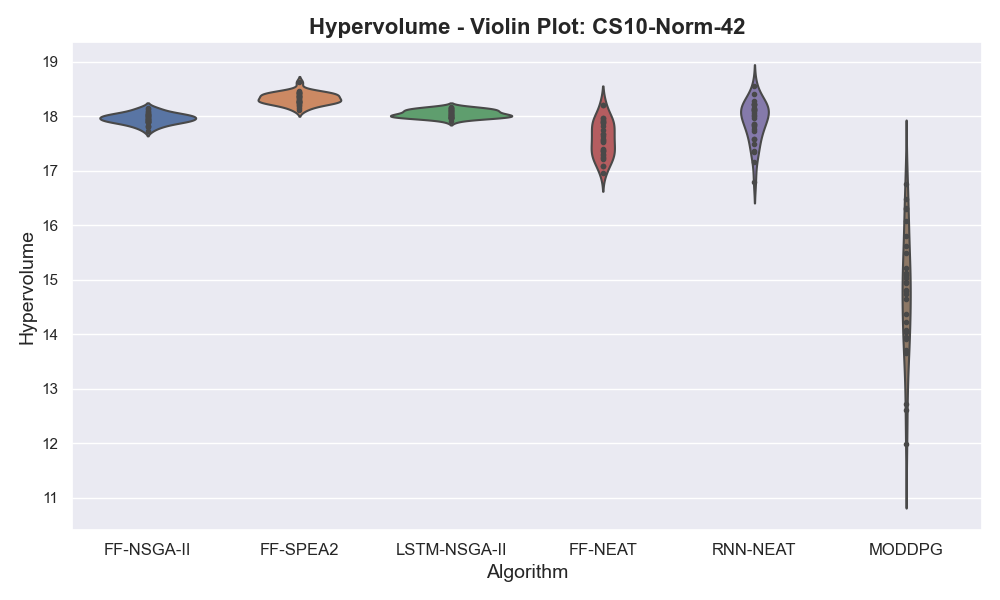 Hypervolume - Violin Plot: CS10-Norm-42
19
18
17
16
15
14
13
12
11
Hypervolume
FF-NSGA-II
FF-SPEA2
LSTM-NSGA-II
FF-NEAT
RNN-NEAT
MODDPG
Algorithm